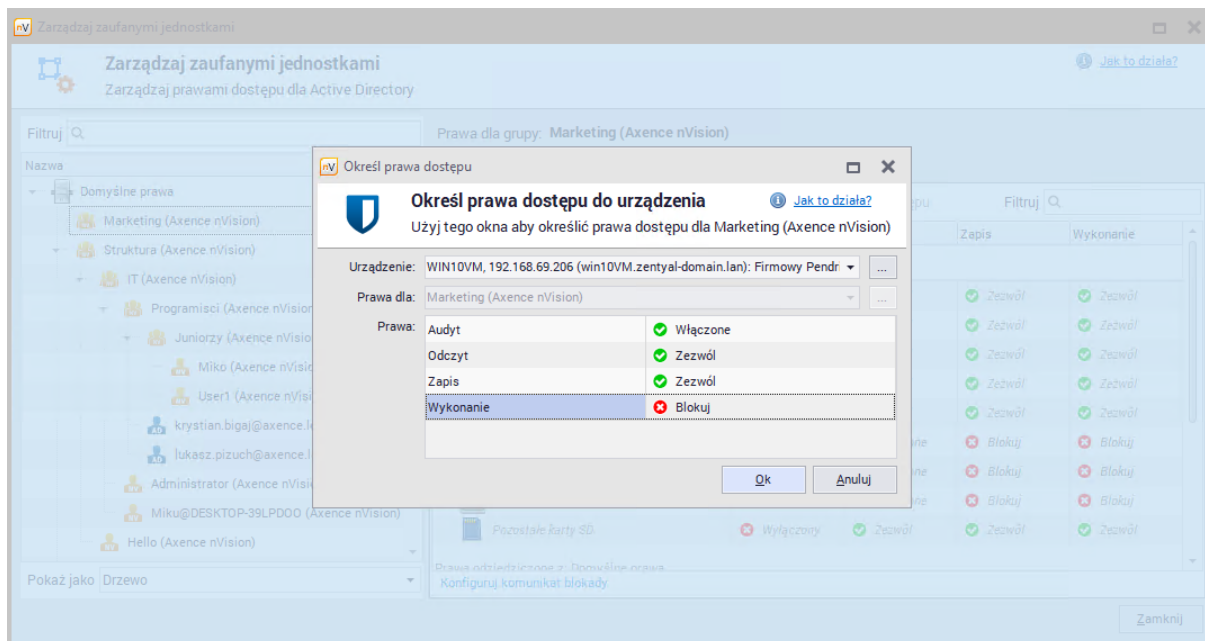 nV Zarządzaj zaufanymi jednostkami
Zarządzaj zaufanymi jednostkami
Zarządzaj prawami dostępu dla Active Directory
Jak to działa?
Filtruj
Prawa dla grupy: Marketing (Axence nVision)
Nazwa
Domyślne prawa
Marketing (Axence nVision)
Struktura (Axence nVision)
IT (Axence nVision)
Programisci (Axence nVision
Juniorzy (Axence nVisio
Miko (Axence nVisio
User1 (Axence nVisi
krystian.bigaj@axence.l
lukasz.pizuch@axence.l
Administrator (Axence nVisi
Miku@DESKTOP-39LPDOO (Axence nVision)
Hello (Axence nVision)
Pokaż jako Drzewo
nV Określ prawa dostępu
Określ prawa dostępu do urządzenia
Jak to działa?
Użyj tego okna aby określić prawa dostępu dla Marketing (Axence nVision)
Urządzenie: WIN10VM, 192.168.69.206 (win10VM.zentyal-domain.lan): Firmowy Pendr ...
Prawa dla: Marketing (Axence nVision) ...
Prawa: Audyt Włączone
Odczyt Zezwól
Zapis Zezwól
Wykonanie Blokuj
Ok Anuluj
Filtruj
Zapis Wykonanie
Zezwól Zezwól
Zezwól Zezwól
Zezwól Zezwól
Zezwól Zezwól
Zezwól Zezwól
Blokuj Blokuj
Blokuj Blokuj
Blokuj Blokuj
Pozostałe karty SD Wyłączony Zezwól Zezwól Zezwól
Prawa odziedziczone z: Domyślne prawa
Konfiguruj komunikat blokady
Zamknij